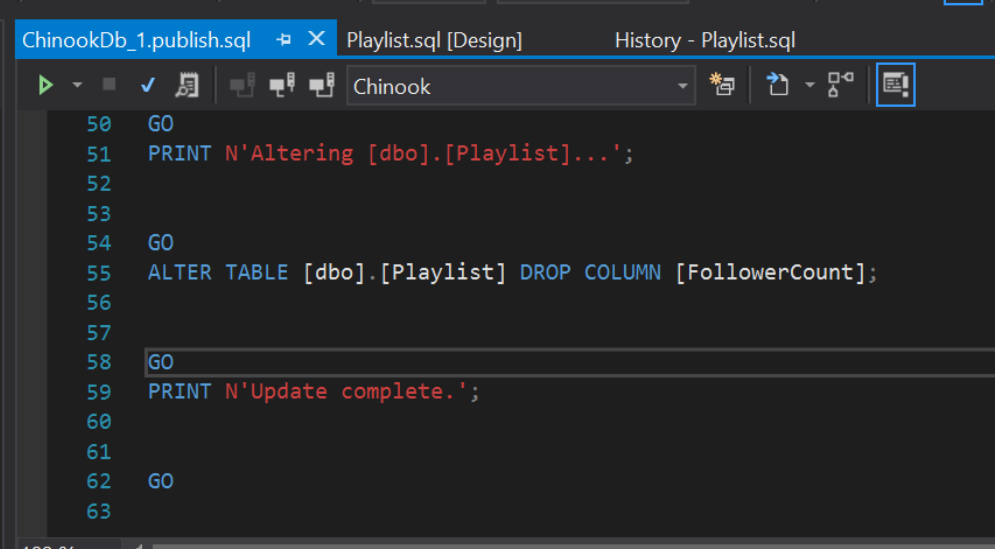 ChinookDb_1.publish.sql Playlist.sql [Design] History - Playlist.sql
Chinook
50 GO
51 PRINT N'Altering [dbo].[Playlist]...';
52
53
54 GO
55 ALTER TABLE [dbo].[Playlist] DROP COLUMN [FollowerCount];
56
57
58 GO
59 PRINT N'Update complete.';
60
61
62 GO
63